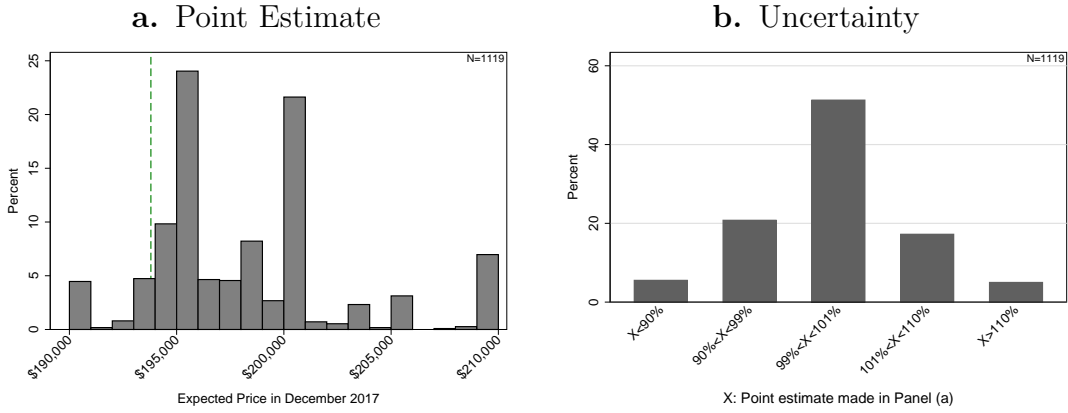 a. Point Estimate
N=1119
25
20
15
10
5
0
Percent
$190,000
$195,000
$200,000
$205,000
$210,000
Expected Price in December 2017
b. Uncertainty
N=1119
60
40
20
0
Percent
X<90%
90%<X<99%
99%<X<101%
101%<X<110%
X>110%
X: Point estimate made in Panel (a)